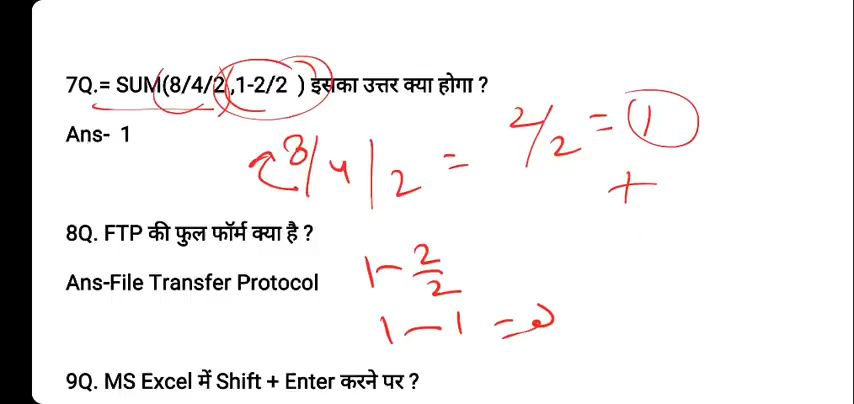 7Q.= SUM(8/4/2,1-2/2 ) इसका उत्तर क्या होगा ?
Ans- 1
8/4/2 = 2/2 = 1
+
8Q. FTP की फुल फॉर्म क्या है ?
1-2/2
Ans-File Transfer Protocol
1-1 =0
9Q. MS Excel में Shift + Enter करने पर ?